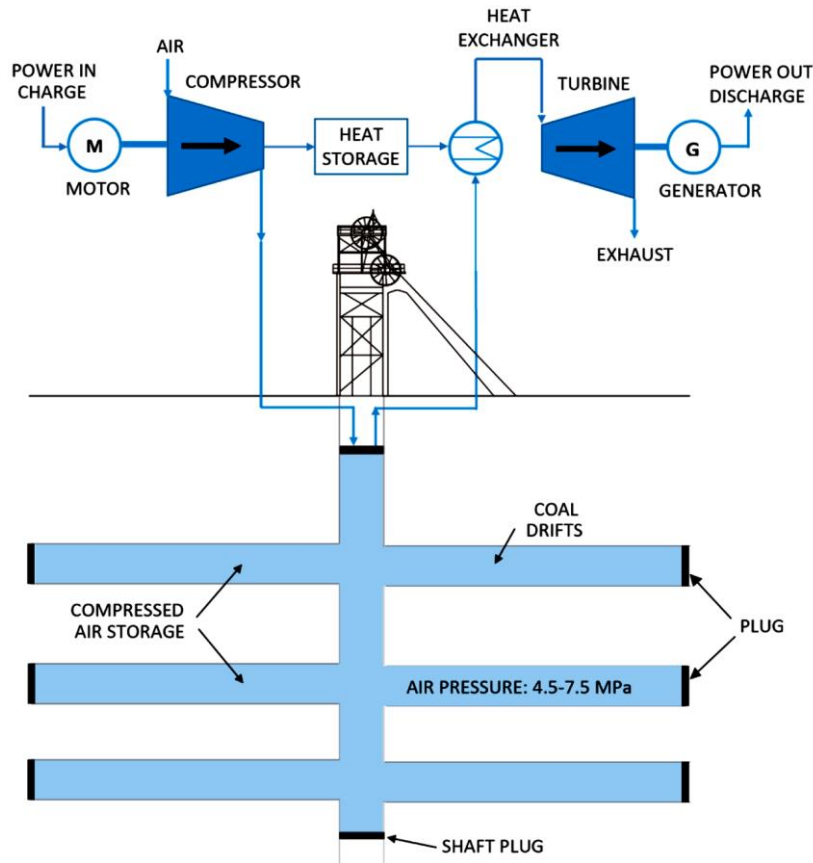 HEAT
EXCHANGER
AIR
POWER IN
CHARGE
COMPRESSOR
TURBINE
POWER OUT
DISCHARGE
M
HEAT
STORAGE
G
MOTOR
GENERATOR
EXHAUST
COAL
DRIFTS
COMPRESSED
AIR STORAGE
PLUG
AIR PRESSURE: 4.5-7.5 MPa
SHAFT PLUG